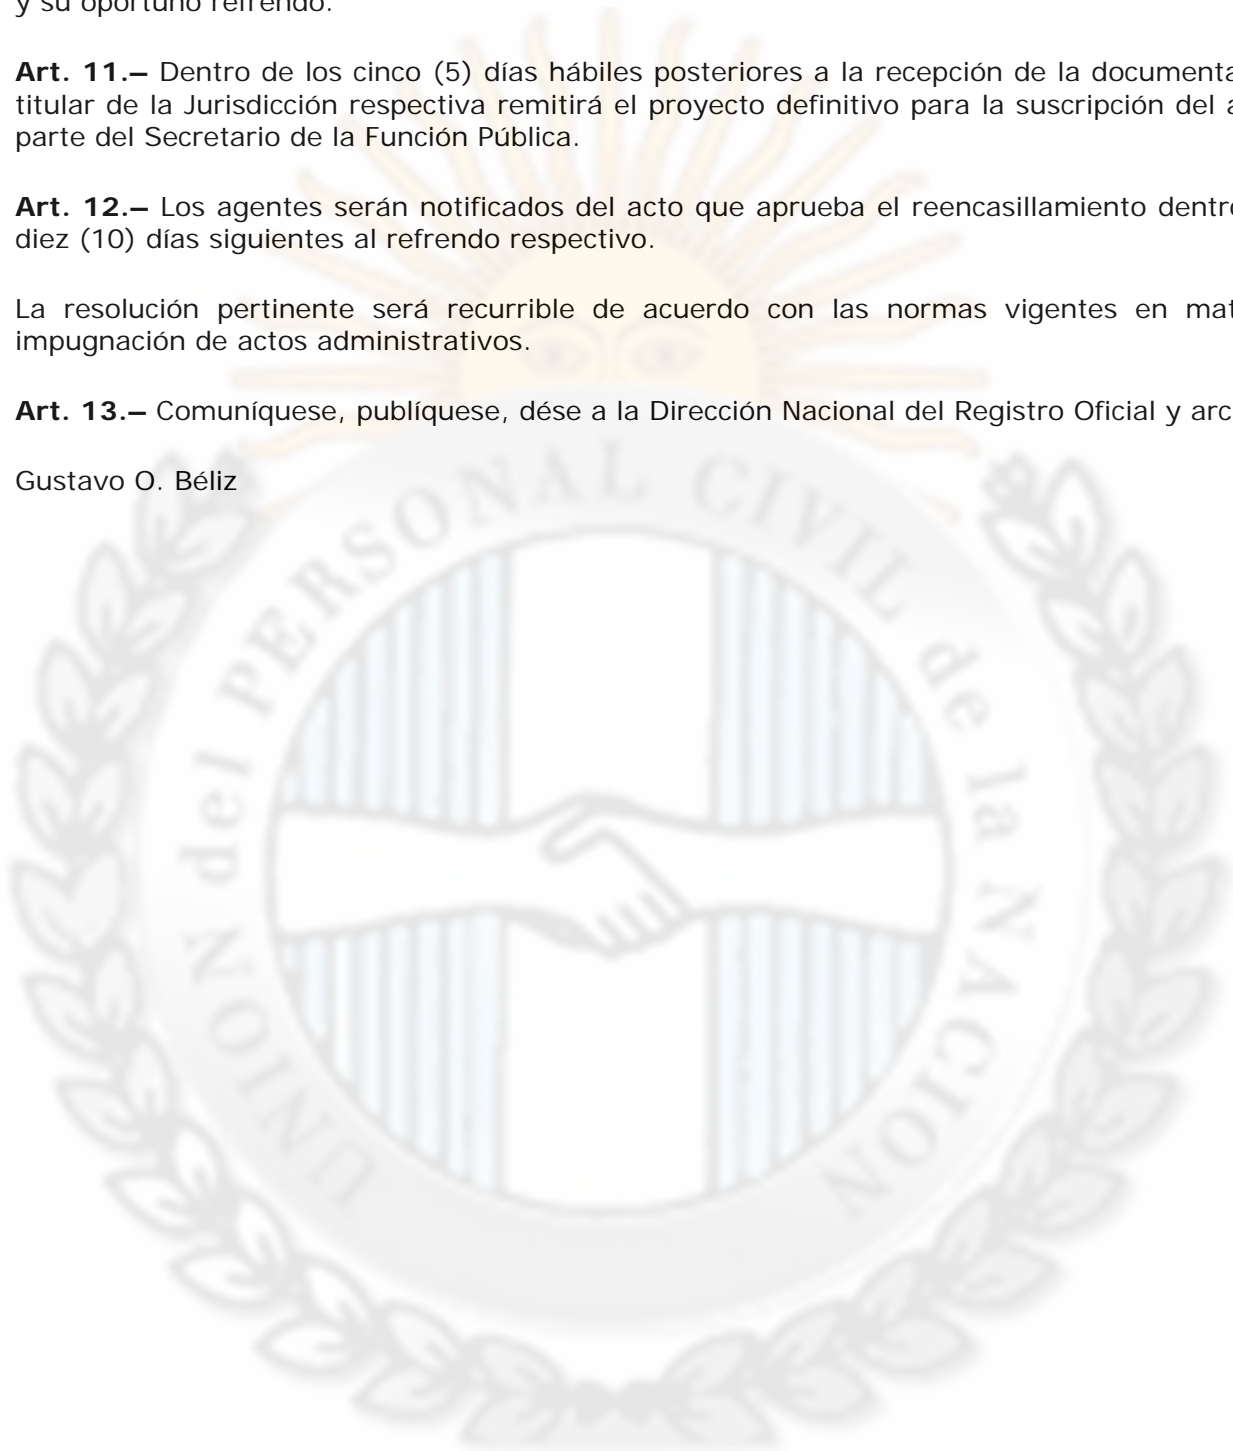 y su oportuno refrendo.
Art. 11.– Dentro de los cinco (5) días hábiles posteriores a la recepción de la
titular de la Jurisdicción respectiva remitirá el proyecto definitivo para la suscripción del
parte del Secretario de la Función Pública.
Art. 12.– Los agentes serán notificados del acto que aprueba el reencasillamiento
diez (10) días siguientes al refrendo respectivo.
La resolución pertinente será recurrible de acuerdo con las normas vigentes en
impugnación de actos administrativos.
Art. 13.– Comuníquese, publíquese, dése a la Dirección Nacional del Registro Oficial y
Gustavo O. Béliz
UNION del PERSONAL CIVIL de la NACION